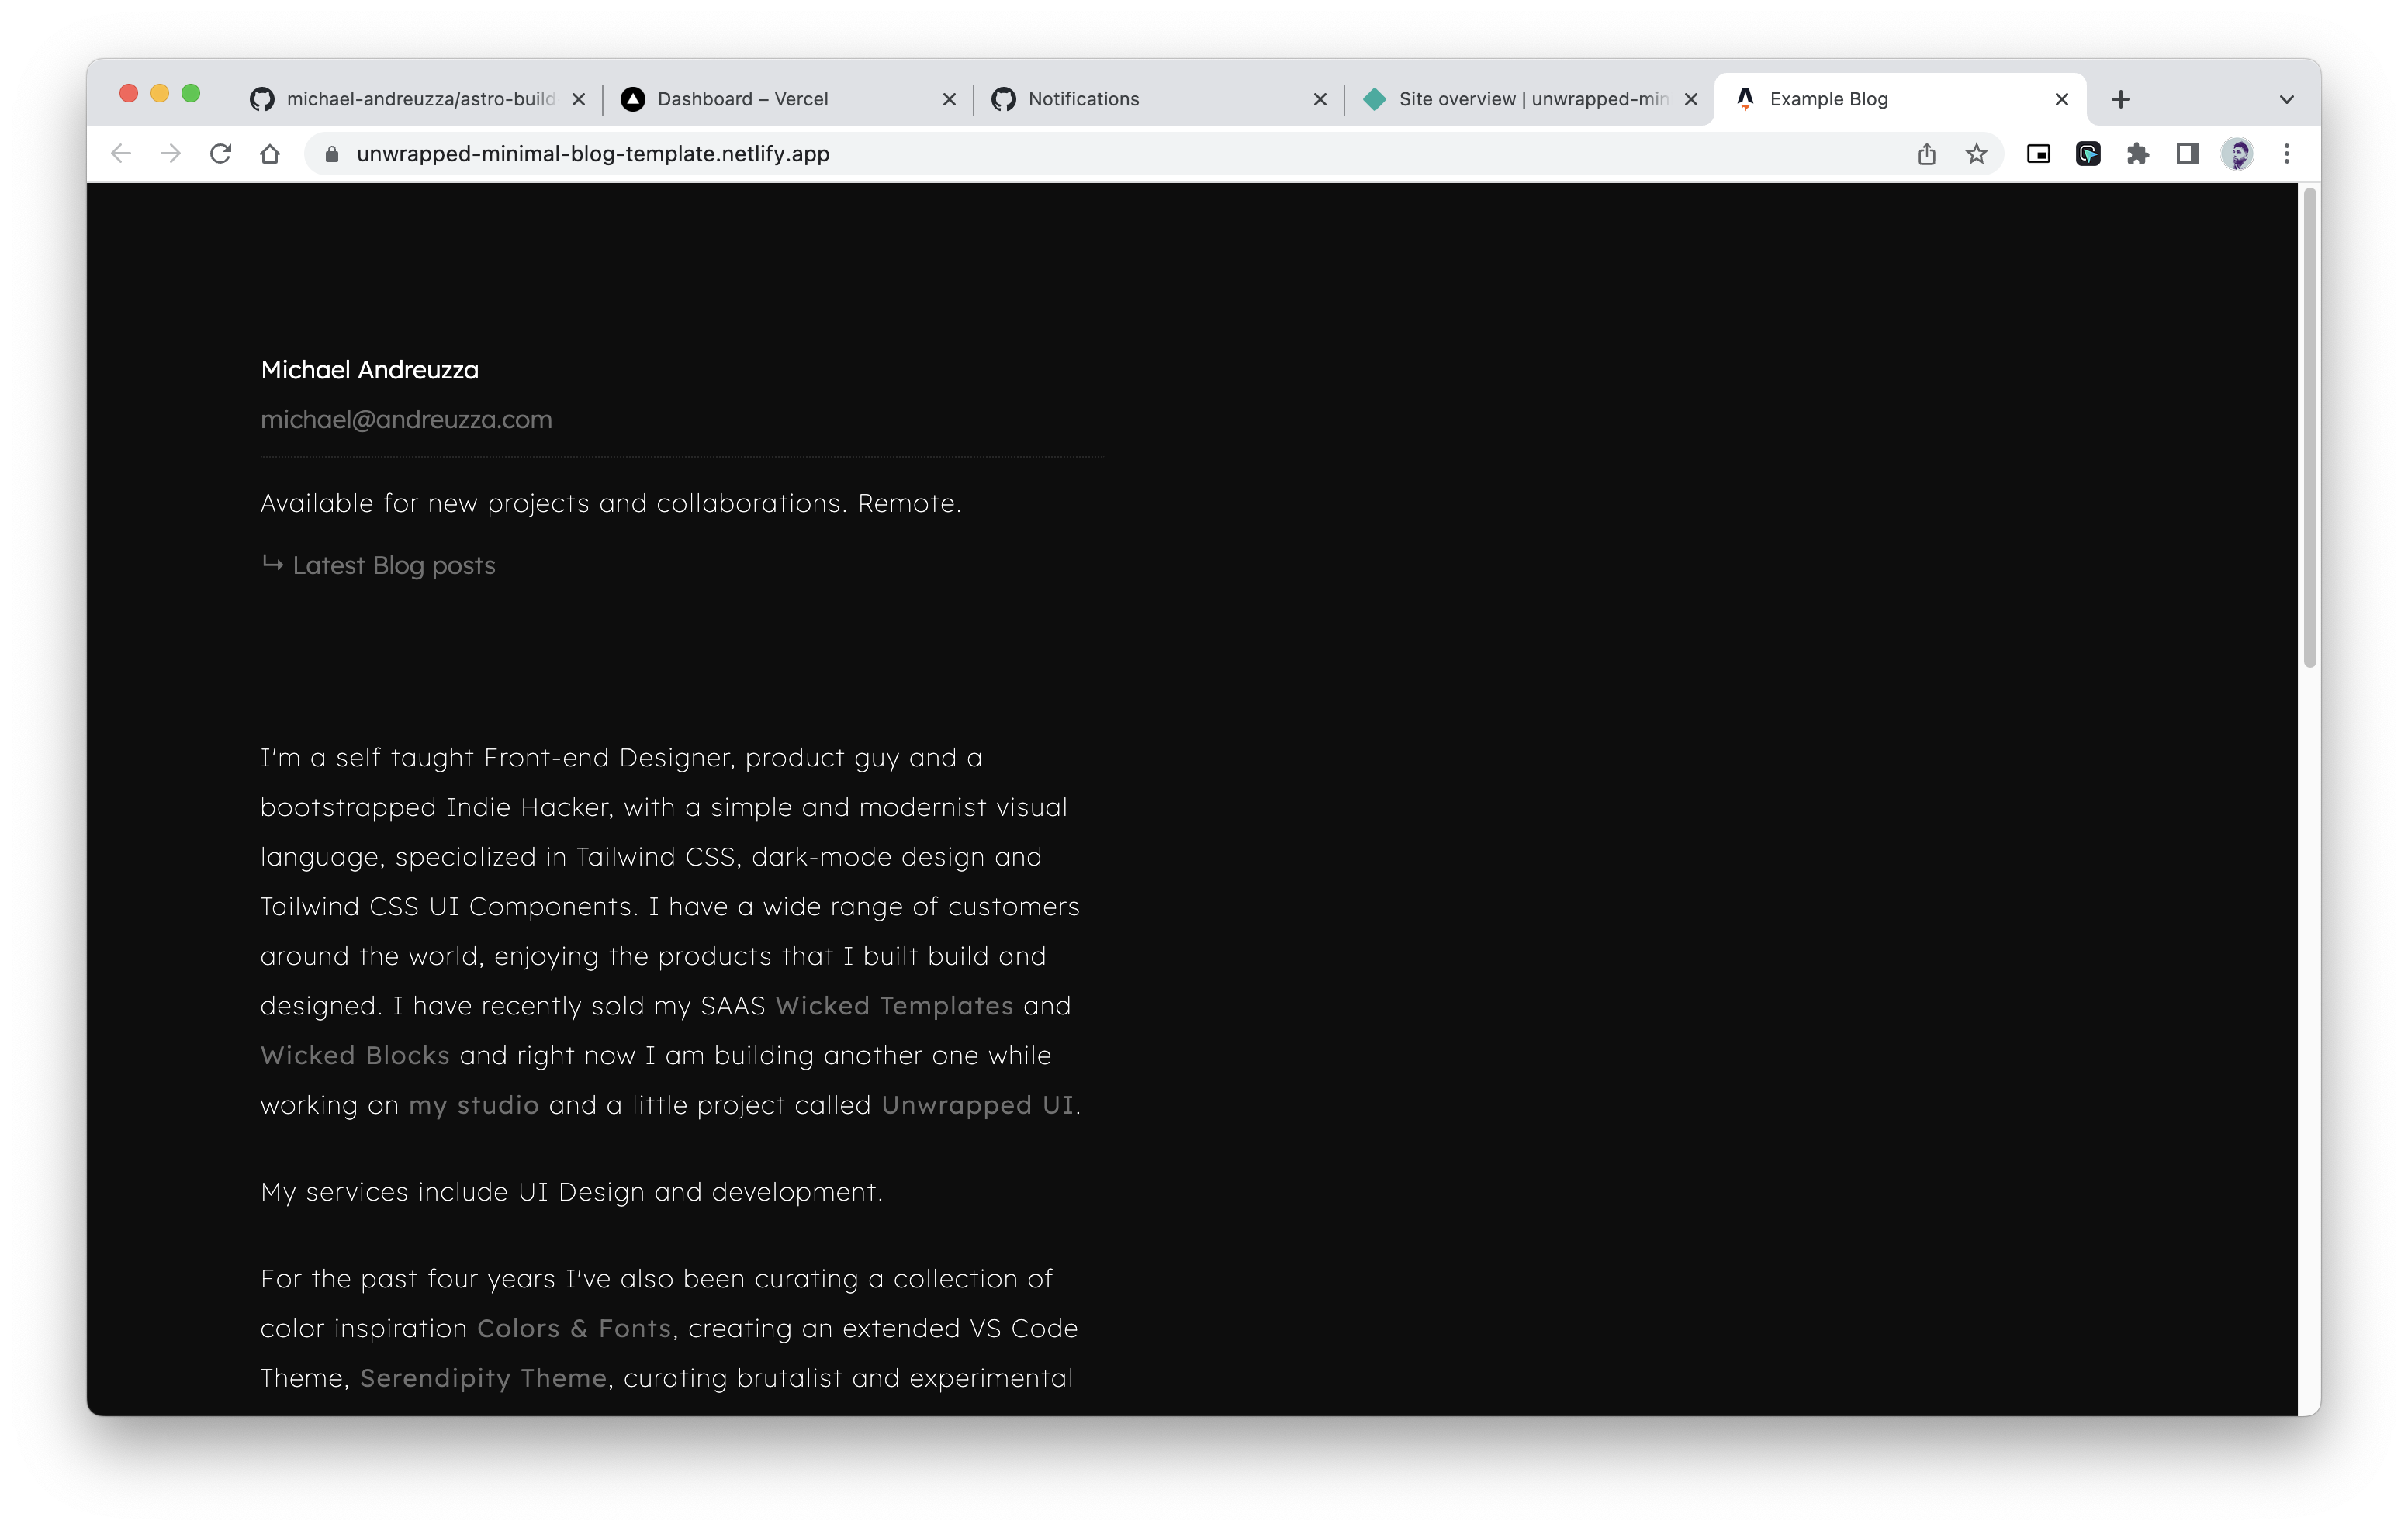 michael-andreuzza/astro-build
Dashboard – Vercel
Notifications
Site overview | unwrapped-min
Example Blog
unwrapped-minimal-blog-template.netlify.app
Michael Andreuzza
michael@andreuzza.com
Available for new projects and collaborations. Remote.
↳ Latest Blog posts
I'm a self taught Front-end Designer, product guy and a
bootstrapped Indie Hacker, with a simple and modernist visual
language, specialized in Tailwind CSS, dark-mode design and
Tailwind CSS UI Components. I have a wide range of customers
around the world, enjoying the products that I built build and
designed. I have recently sold my SAAS Wicked Templates and
Wicked Blocks and right now I am building another one while
working on my studio and a little project called Unwrapped UI.
My services include UI Design and development.
For the past four years I've also been curating a collection of
color inspiration Colors & Fonts, creating an extended VS Code
Theme, Serendipity Theme, curating brutalist and experimental